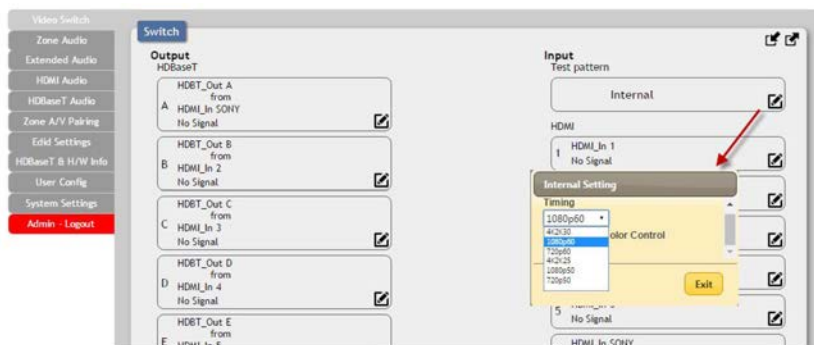 Video Switch
Zone Audio
Extended Audio
HDMI Audio
HDBaseT Audio
Zone A/V Pairing
Edid Settings
HDBaseT & H/W Info
User Config
System Settings
Admin - Logout
Switch
Output
HDBaseT
HDBT_Out A
from
A HDMI_In SONY
No Signal
HDBT_Out B
from
B HDMI_In 2
No Signal
HDBT_Out C
from
C HDMI_In 3
No Signal
HDBT_Out D
from
D HDMI_In 4
No Signal
HDBT_Out E
from
E
Input
Test pattern
Internal
HDMI
1 HDMI_In 1
No Signal
Internal Setting
Timing
1080p60
4K2K30
1080p60
720p60
4K2K25
1080p50
720p50
olor Control
Exit
5 No Signal
HDMI_In SONY